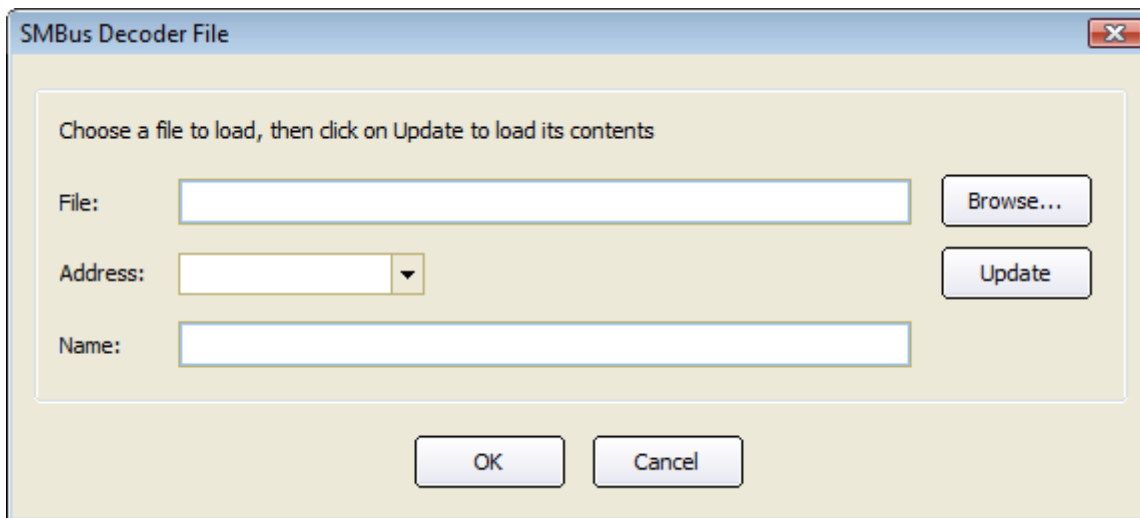 SMBus Decoder File
Choose a file to load, then click on Update to load its contents
File:
Browse...
Address:
Update
Name:
OK
Cancel